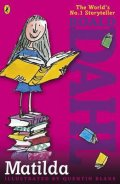 The World's
No.1 Storyteller
DAHL
Matilda
ILLUSTRATED BY QUENTIN BLAKE